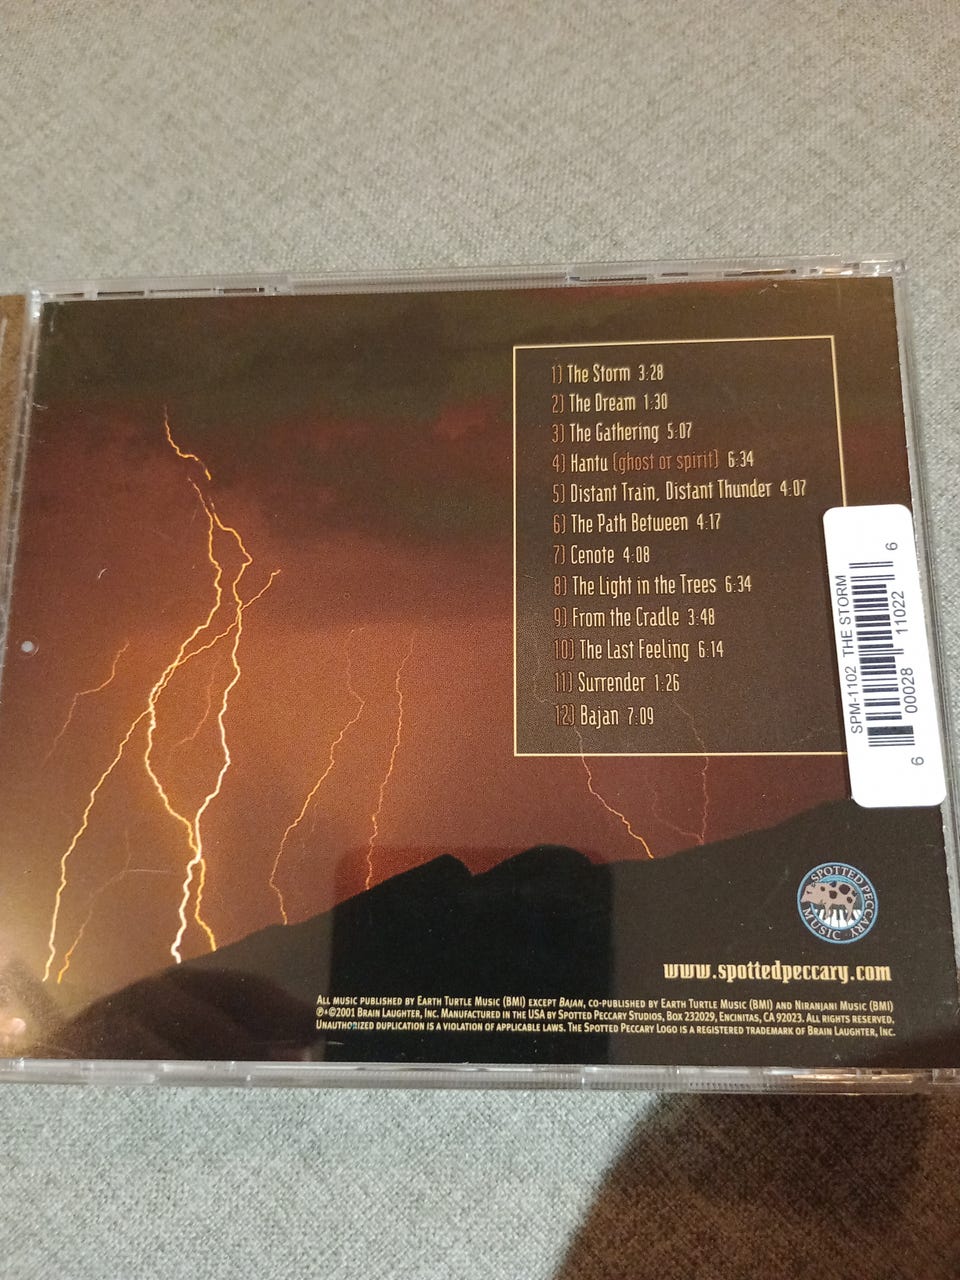 1) The Storm 3:28
2) The Dream 1:30
3) The Gathering 5:07
4) Hantu (ghost or spirit) 6:34
5) Distant Train, Distant Thunder 4:07
6) The Path Between 4:17
7) Cenote 4:08
8) The Light in the Trees 6:34
9) From the Cradle 3:48
10) The Last Feeling 6:14
11) Surrender 1:26
12) Bajan 7:09
SPM-1102 THE STORM
6 00028 11022 6
SPOTTED PECCARY
MUSIC
www.spottedpeccary.com
ALL MUSIC PUBLISHED BY EARTH TURTLE MUSIC (BMI) EXCEPT BAJAN, CO-PUBLISHED BY EARTH TURTLE MUSIC (BMI) AND NIRANJANI MUSIC (BMI)
℗+©2001 BRAIN LAUGHTER, INC. MANUFACTURED IN THE USA BY SPOTTED PECCARY STUDIOS, BOX 232029, ENCINITAS, CA 92023. ALL RIGHTS RESERVED.
UNAUTHORIZED DUPLICATION IS A VIOLATION OF APPLICABLE LAWS. THE SPOTTED PECCARY LOGO IS A REGISTERED TRADEMARK OF BRAIN LAUGHTER, INC.